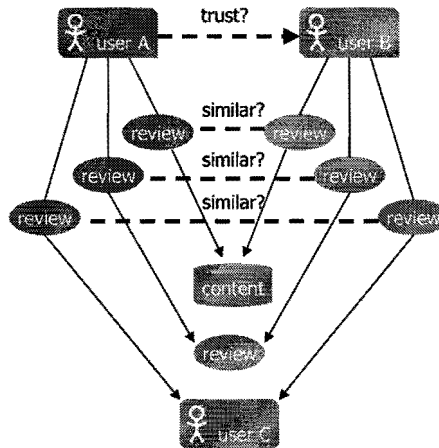 trust?
user A
user B
similar?
review
review
similar?
review
review
similar?
review
review
content
review
user C